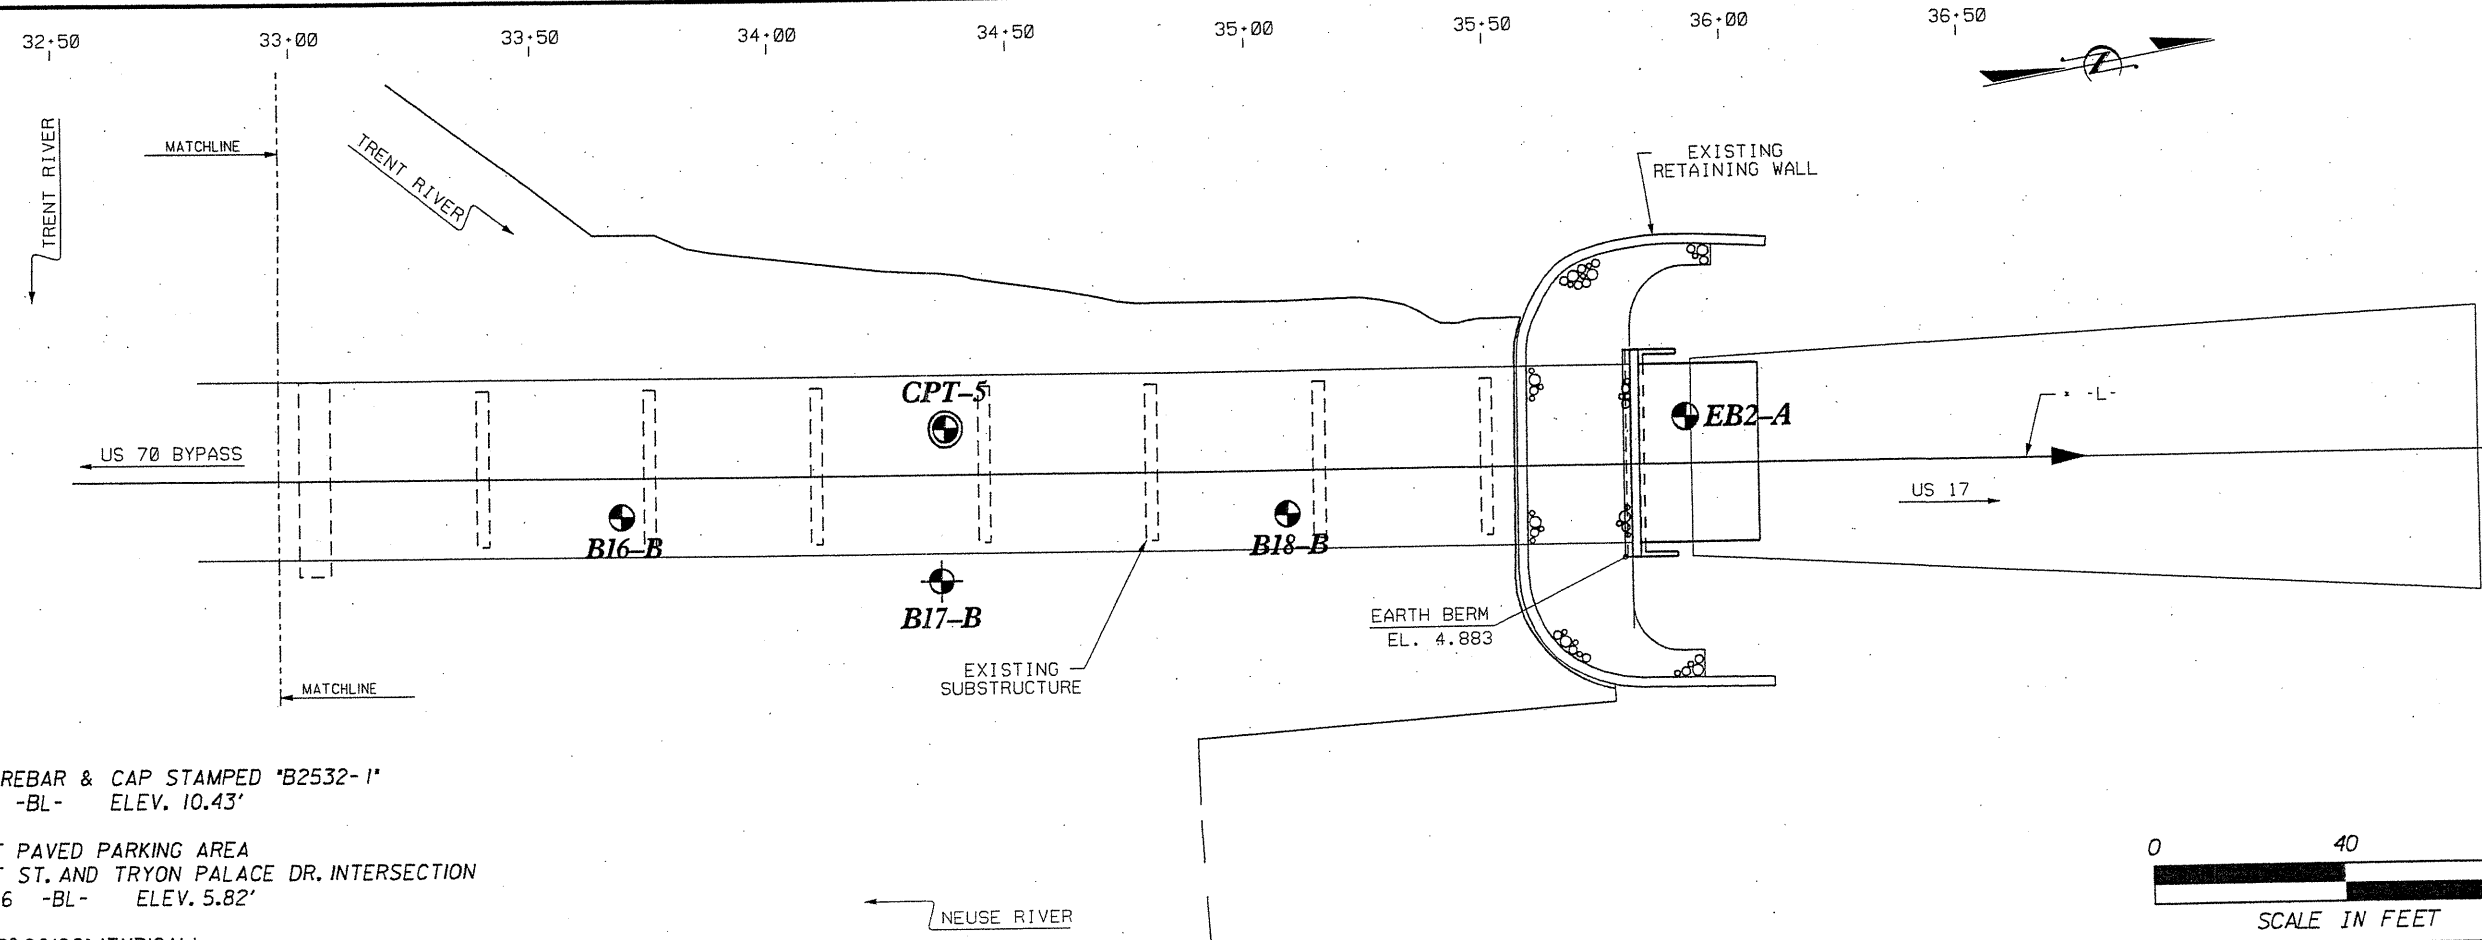 32+50
33+00
33+50
34+00
34+50
35+00
35+50
36+00
36+50
Z
TRENT RIVER
MATCHLINE
TRENT RIVER
EXISTING
RETAINING WALL
CPT-5
EB2-A
-L-
US 70 BYPASS
US 17
B16-B
B18-B
B17-B
EARTH BERM
EL. 4.883
EXISTING
SUBSTRUCTURE
MATCHLINE
REBAR & CAP STAMPED "B2532-1"
-BL- ELEV. 10.43'
PAVED PARKING AREA
ST. AND TRYON PALACE DR. INTERSECTION
6 -BL- ELEV. 5.82'
NEUSE RIVER
0 40
SCALE IN FEET